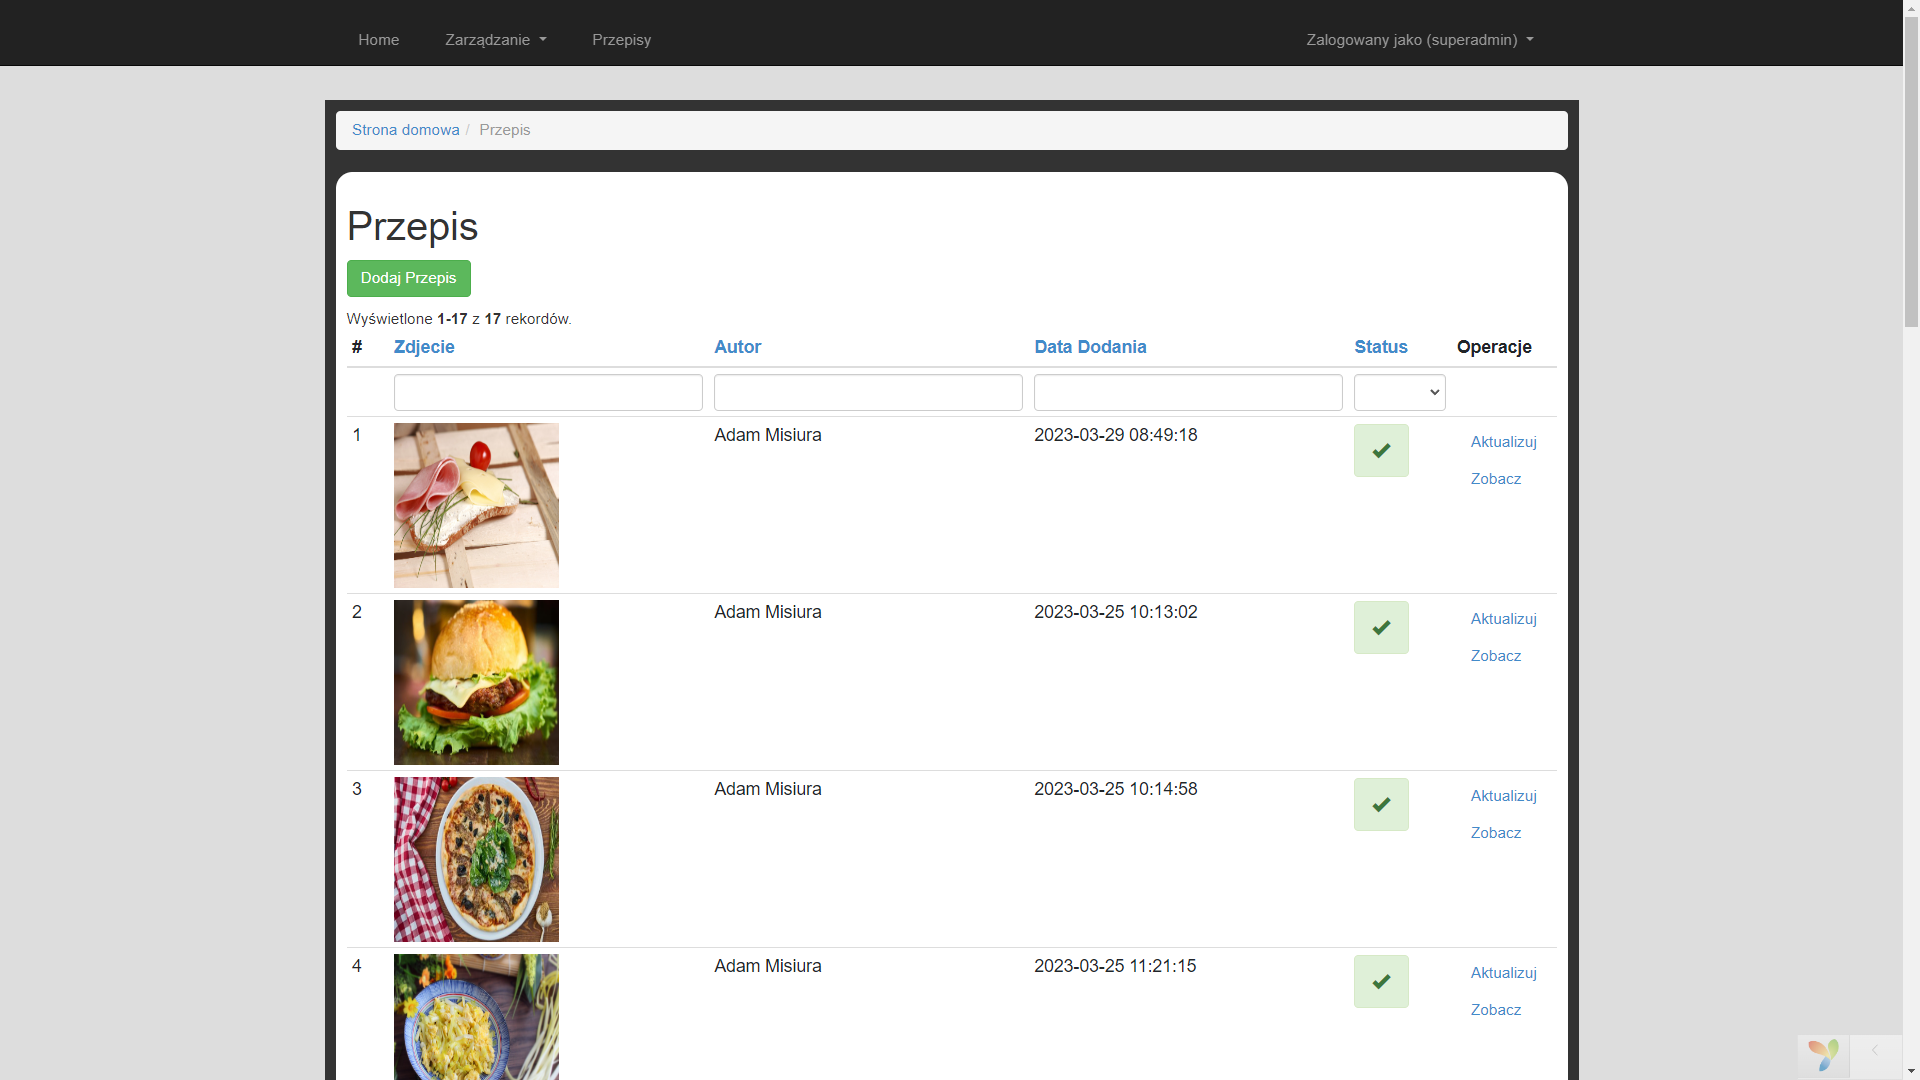 Home Zarządzanie Przepisy Zalogowany jako (superadmin)
Strona domowa / Przepis
Przepis
Dodaj Przepis
Wyświetlone 1-17 z 17 rekordów.
# Zdjecie Autor Data Dodania Status Operacje
1 Adam Misiura 2023-03-29 08:49:18 Aktualizuj
Zobacz
2 Adam Misiura 2023-03-25 10:13:02 Aktualizuj
Zobacz
3 Adam Misiura 2023-03-25 10:14:58 Aktualizuj
Zobacz
4 Adam Misiura 2023-03-25 11:21:15 Aktualizuj
Zobacz